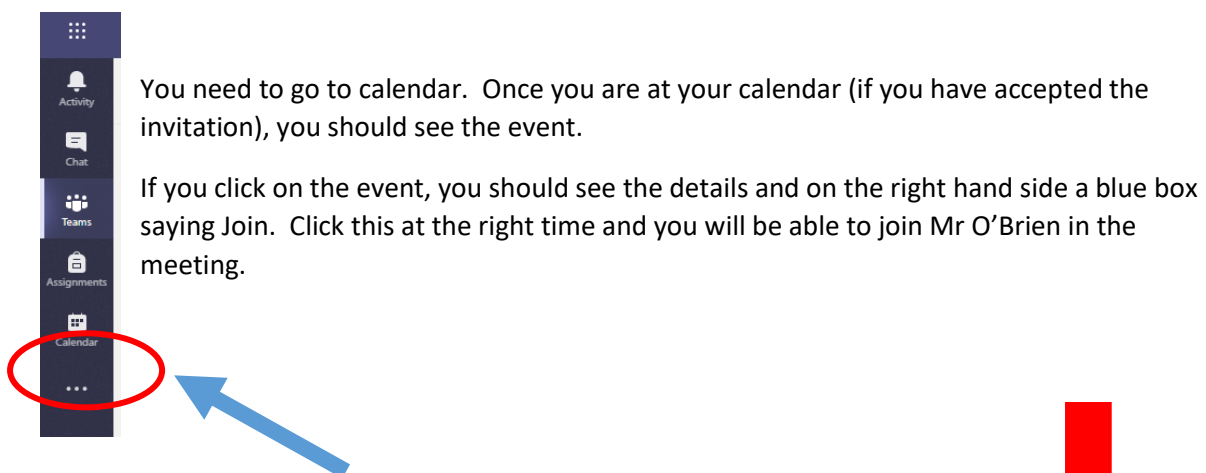 Activity
Chat
Teams
Assignments
Calendar
You need to go to calendar. Once you are at your calendar (if you have accepted the
invitation), you should see the event.
If you click on the event, you should see the details and on the right hand side a blue box
saying Join. Click this at the right time and you will be able to join Mr O’Brien in the
meeting.